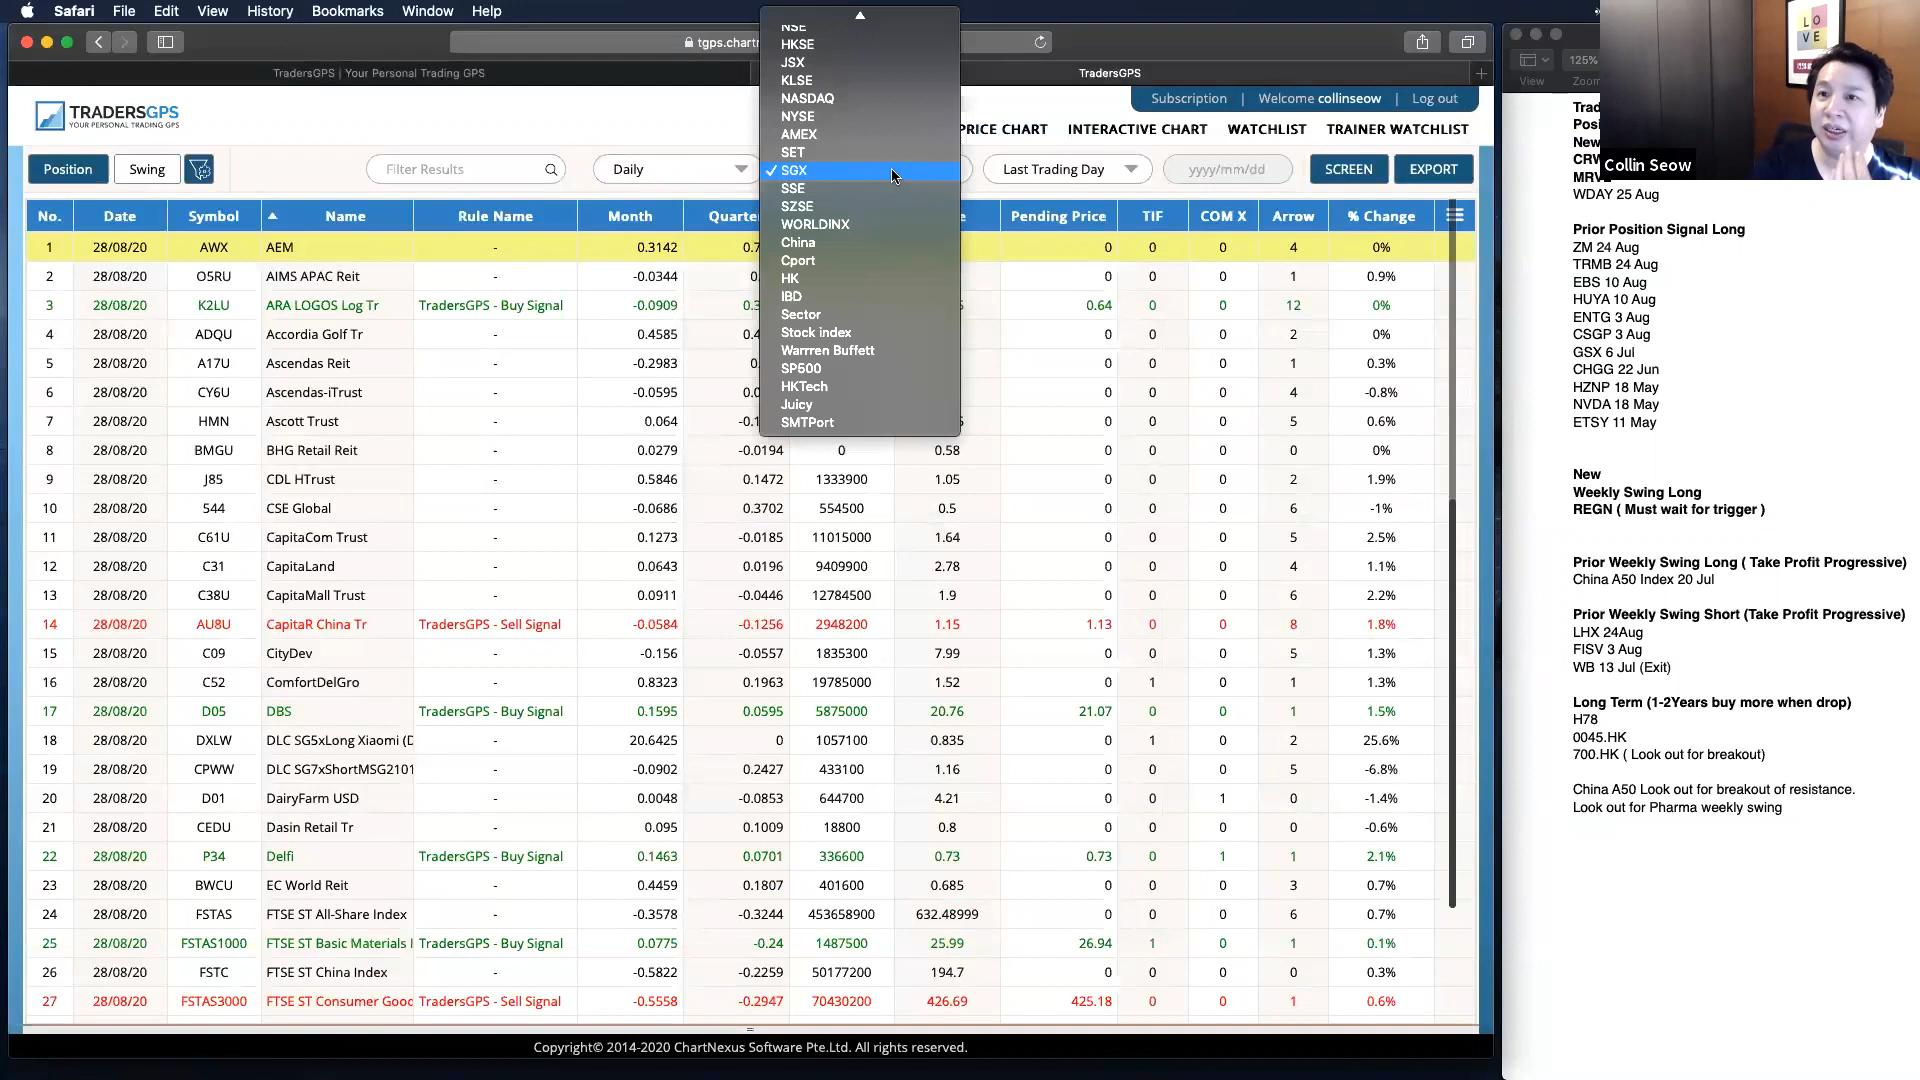 Safari File Edit View History Bookmarks Window Help
tgps.chartn
TradersGPS | Your Personal Trading GPS
TradersGPS
TRADERSGPS
YOUR PERSONAL TRADING GPS
Subscription | Welcome collinseow | Log out
PRICE CHART INTERACTIVE CHART WATCHLIST TRAINER WATCHLIST
Position Swing Filter Results Daily Last Trading Day yyyy/mm/dd SCREEN EXPORT
NSE
HKSE
JSX
KLSE
NASDAQ
NYSE
AMEX
SET
SGX
SSE
SZSE
WORLDINX
China
Cport
HK
IBD
Sector
Stock index
Warrren Buffett
SP500
HKTech
Juicy
SMTPort
No. Date Symbol Name Rule Name Month Quarter Pending Price TIF COM X Arrow % Change
1 28/08/20 AWX AEM - 0.3142 0.7 0 0 0 4 0%
2 28/08/20 O5RU AIMS APAC Reit - -0.0344 0 0 0 1 0.9%
3 28/08/20 K2LU ARA LOGOS Log Tr TradersGPS - Buy Signal -0.0909 0.3 0.64 0 0 12 0%
4 28/08/20 ADQU Accordia Golf Tr - 0.4585 0.4 0 0 0 2 0%
5 28/08/20 A17U Ascendas Reit - -0.2983 0. 0 0 0 1 0.3%
6 28/08/20 CY6U Ascendas-iTrust - -0.0595 0.0 0 0 0 4 -0.8%
7 28/08/20 HMN Ascott Trust - 0.064 -0.1 0 0 0 5 0.6%
8 28/08/20 BMGU BHG Retail Reit - 0.0279 -0.0194 0 0.58 0 0 0 0 0%
9 28/08/20 J85 CDL HTrust - 0.5846 0.1472 1333900 1.05 0 0 0 2 1.9%
10 28/08/20 544 CSE Global - -0.0686 0.3702 554500 0.5 0 0 0 6 -1%
11 28/08/20 C61U CapitaCom Trust - 0.1273 -0.0185 11015000 1.64 0 0 0 5 2.5%
12 28/08/20 C31 CapitaLand - 0.0643 0.0196 9409900 2.78 0 0 0 4 1.1%
13 28/08/20 C38U CapitaMall Trust - 0.0911 -0.0446 12784500 1.9 0 0 0 6 2.2%
14 28/08/20 AU8U CapitaR China Tr TradersGPS - Sell Signal -0.0584 -0.1256 2948200 1.15 1.13 0 0 8 1.8%
15 28/08/20 C09 CityDev - -0.156 -0.0557 1835300 7.99 0 0 0 5 1.3%
16 28/08/20 C52 ComfortDelGro - 0.8323 0.1963 19785000 1.52 0 1 0 1 1.3%
17 28/08/20 D05 DBS TradersGPS - Buy Signal 0.1595 0.0595 5875000 20.76 21.07 0 0 1 1.5%
18 28/08/20 DXLW DLC SG5xLong Xiaomi (D - 20.6425 0 1057100 0.835 0 1 0 2 25.6%
19 28/08/20 CPWW DLC SG7xShortMSG2101 - -0.0902 0.2427 433100 1.16 0 0 0 5 -6.8%
20 28/08/20 D01 DairyFarm USD - 0.0048 -0.0853 644700 4.21 0 0 1 0 -1.4%
21 28/08/20 CEDU Dasin Retail Tr - 0.095 0.1009 18800 0.8 0 0 0 0 -0.6%
22 28/08/20 P34 Delfi TradersGPS - Buy Signal 0.1463 0.0701 336600 0.73 0.73 0 1 1 2.1%
23 28/08/20 BWCU EC World Reit - 0.4459 0.1807 401600 0.685 0 0 0 3 0.7%
24 28/08/20 FSTAS FTSE ST All-Share Index - -0.3578 -0.3244 453658900 632.48999 0 0 0 6 0.7%
25 28/08/20 FSTAS1000 FTSE ST Basic Materials TradersGPS - Buy Signal 0.0775 -0.24 1487500 25.99 26.94 1 0 1 0.1%
26 28/08/20 FSTC FTSE ST China Index - -0.5822 -0.2259 50177200 194.7 0 0 0 0 0.3%
27 28/08/20 FSTAS3000 FTSE ST Consumer Good TradersGPS - Sell Signal -0.5558 -0.2947 70430200 426.69 425.18 0 0 1 0.6%
Copyright© 2014-2020 ChartNexus Software Pte.Ltd. All rights reserved.
125%
View Zoom
LOVE
Collin Seow
Trad
Posi
New
CRW
MRV
WDAY 25 Aug
Prior Position Signal Long
ZM 24 Aug
TRMB 24 Aug
EBS 10 Aug
HUYA 10 Aug
ENTG 3 Aug
CSGP 3 Aug
GSX 6 Jul
CHGG 22 Jun
HZNP 18 May
NVDA 18 May
ETSY 11 May
New
Weekly Swing Long
REGN ( Must wait for trigger )
Prior Weekly Swing Long ( Take Profit Progressive)
China A50 Index 20 Jul
Prior Weekly Swing Short (Take Profit Progressive)
LHX 24Aug
FISV 3 Aug
WB 13 Jul (Exit)
Long Term (1-2Years buy more when drop)
H78
0045.HK
700.HK ( Look out for breakout)
China A50 Look out for breakout of resistance.
Look out for Pharma weekly swing